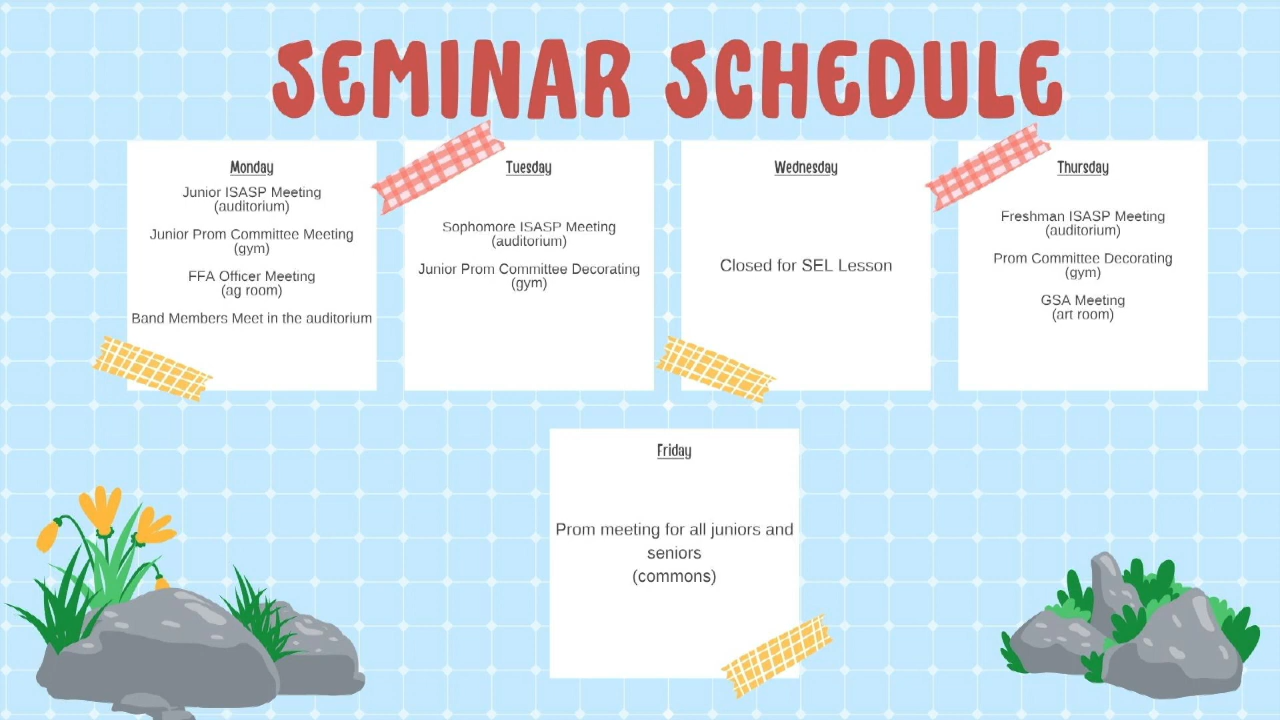 SEMINAR SCHEDULE
Monday
Junior ISASP Meeting
(auditorium)
Junior Prom Committee Meeting
(gym)
FFA Officer Meeting
(ag room)
Band Members Meet in the auditorium
Tuesday
Sophomore ISASP Meeting
(auditorium)
Junior Prom Committee Decorating
(gym)
Wednesday
Closed for SEL Lesson
Thursday
Freshman ISASP Meeting
(auditorium)
Prom Committee Decorating
(gym)
GSA Meeting
(art room)
Friday
Prom meeting for all juniors and
seniors
(commons)